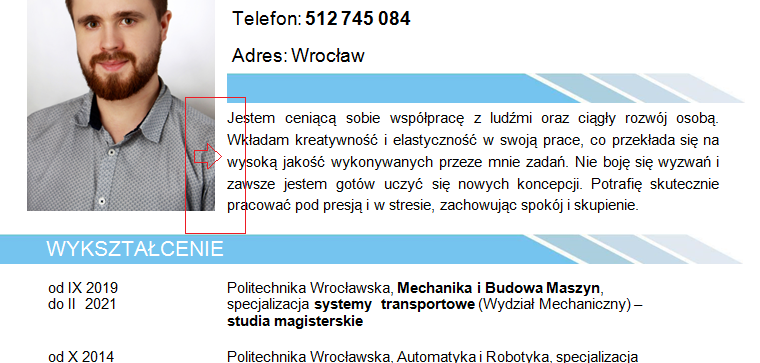 Telefon: 512 745 084
Adres: Wrocław
Jestem ceniącą sobie współpracę z ludźmi oraz ciągły rozwój osobą.
Wkładam kreatywność i elastyczność w swoją prace, co przekłada się na
wysoką jakość wykonywanych przeze mnie zadań. Nie boję się wyzwań i
zawsze jestem gotów uczyć się nowych koncepcji. Potrafię skutecznie
pracować pod presją i w stresie, zachowując spokój i skupienie.
WYKSZTAŁCENIE
od IX 2019 Politechnika Wrocławska, Mechanika i Budowa Maszyn,
do II 2021 specjalizacja systemy transportowe (Wydział Mechaniczny) –
studia magisterskie
od X 2014 Politechnika Wrocławska, Automatyka i Robotyka, specjalizacja